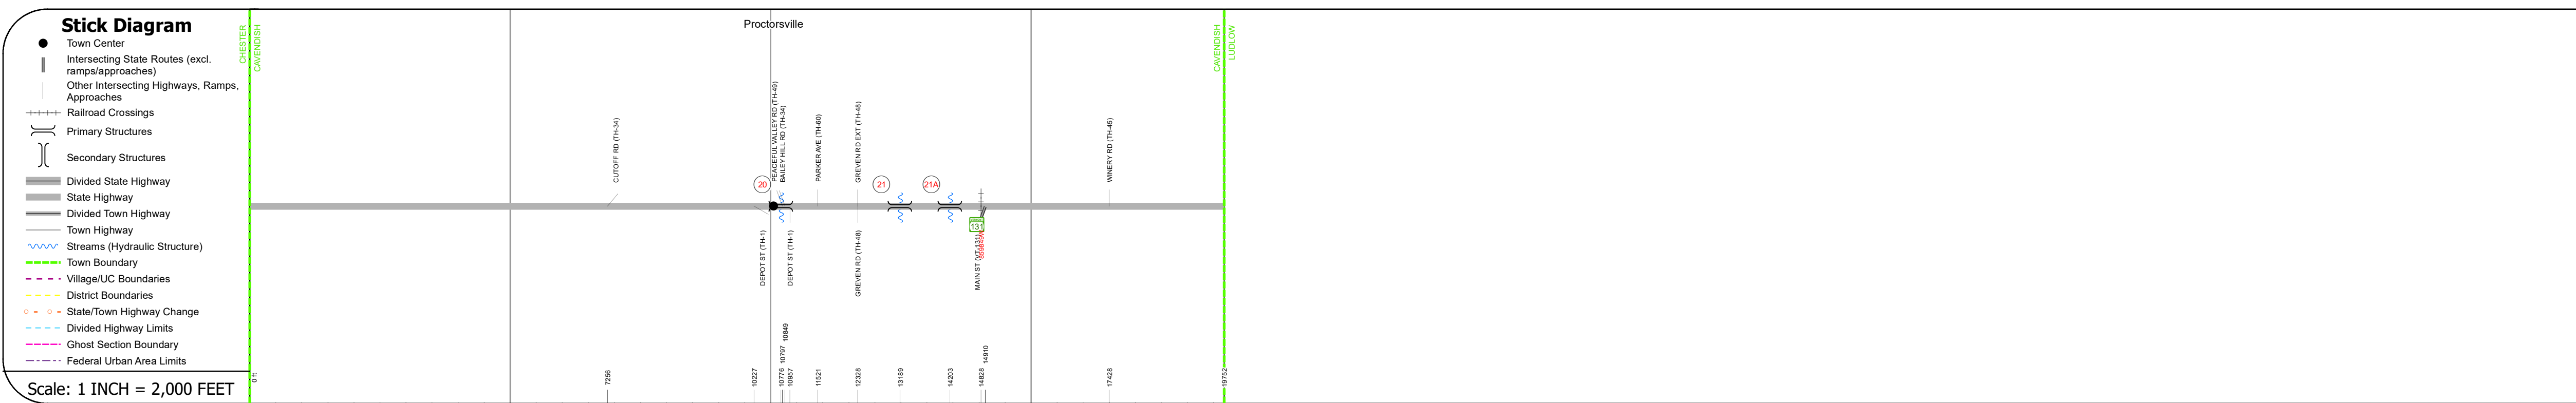 Stick Diagram
Town Center
Intersecting State Routes (excl.
ramps/approaches)
Other Intersecting Highways, Ramps,
Approaches
Railroad Crossings
Primary Structures
Secondary Structures
Divided State Highway
State Highway
Divided Town Highway
Town Highway
Streams (Hydraulic Structure)
Town Boundary
Village/UC Boundaries
District Boundaries
State/Town Highway Change
Divided Highway Limits
Ghost Section Boundary
Federal Urban Area Limits
Scale: 1 INCH = 2,000 FEET
CHESTER
CAVENDISH
Proctorsville
CAVENDISH
LUDLOW
CUTOFF RD (TH-34)
PEACEFUL VALLEY RD (TH-49)
BAILEY HILL RD (TH-34)
PARKER AVE (TH-60)
GREVEN RD EXT (TH-48)
WINERY RD (TH-45)
20
21
21A
131
DEPOT ST (TH-1)
DEPOT ST (TH-1)
GREVEN RD (TH-48)
MAIN ST (VT-131)
0 ft
7256
10227
10776
10797
10849
10957
11521
12328
13189
14203
14828
14910
17428
19752